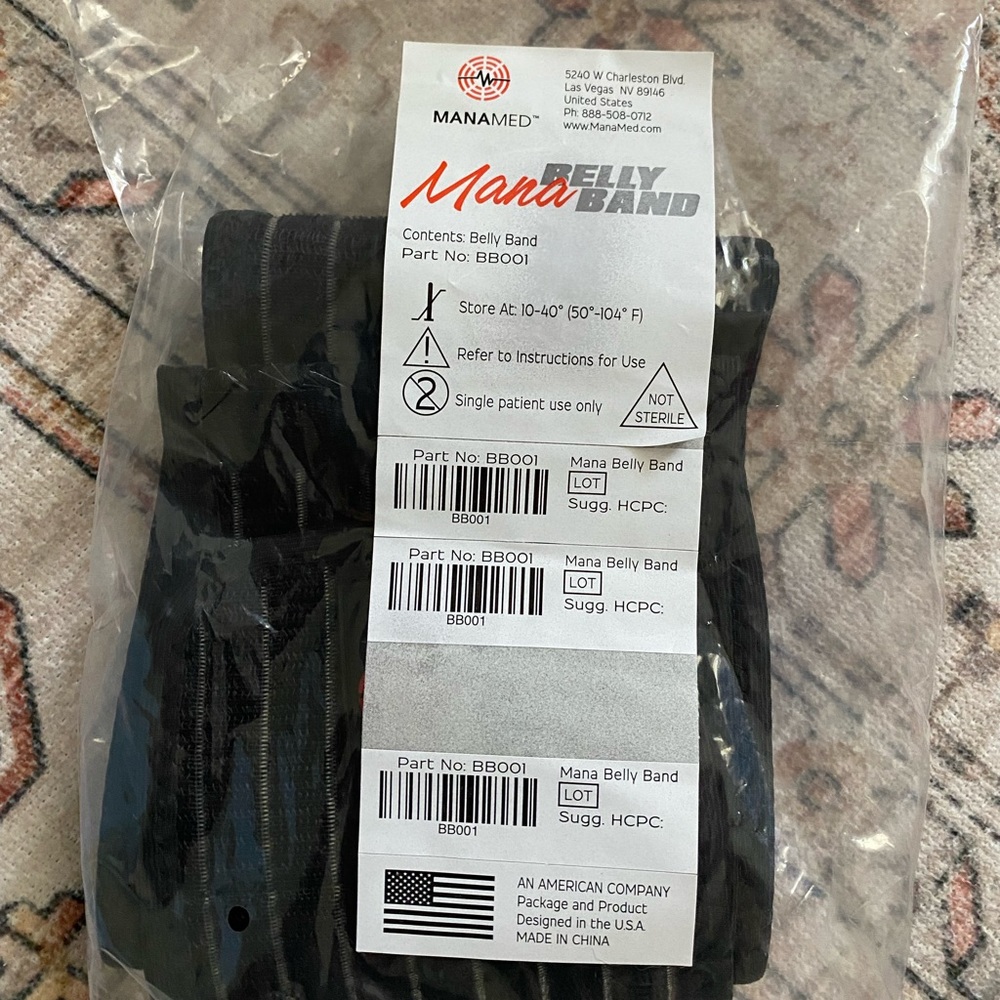 MANAMED™
5240 W Charleston Blvd.
Las Vegas NV 89146
United States
Ph: 888-508-0712
www.ManaMed.com
Mana BELLY BAND
Contents: Belly Band
Part No: BB001
Store At: 10-40° (50°-104° F)
Refer to Instructions for Use
2
Single patient use only
NOT
STERILE
Part No: BB001
BB001
Mana Belly Band
LOT
Sugg. HCPC:
Part No: BB001
BB001
Mana Belly Band
LOT
Sugg. HCPC:
Part No: BB001
BB001
Mana Belly Band
LOT
Sugg. HCPC:
AN AMERICAN COMPANY
Package and Product
Designed in the U.S.A.
MADE IN CHINA